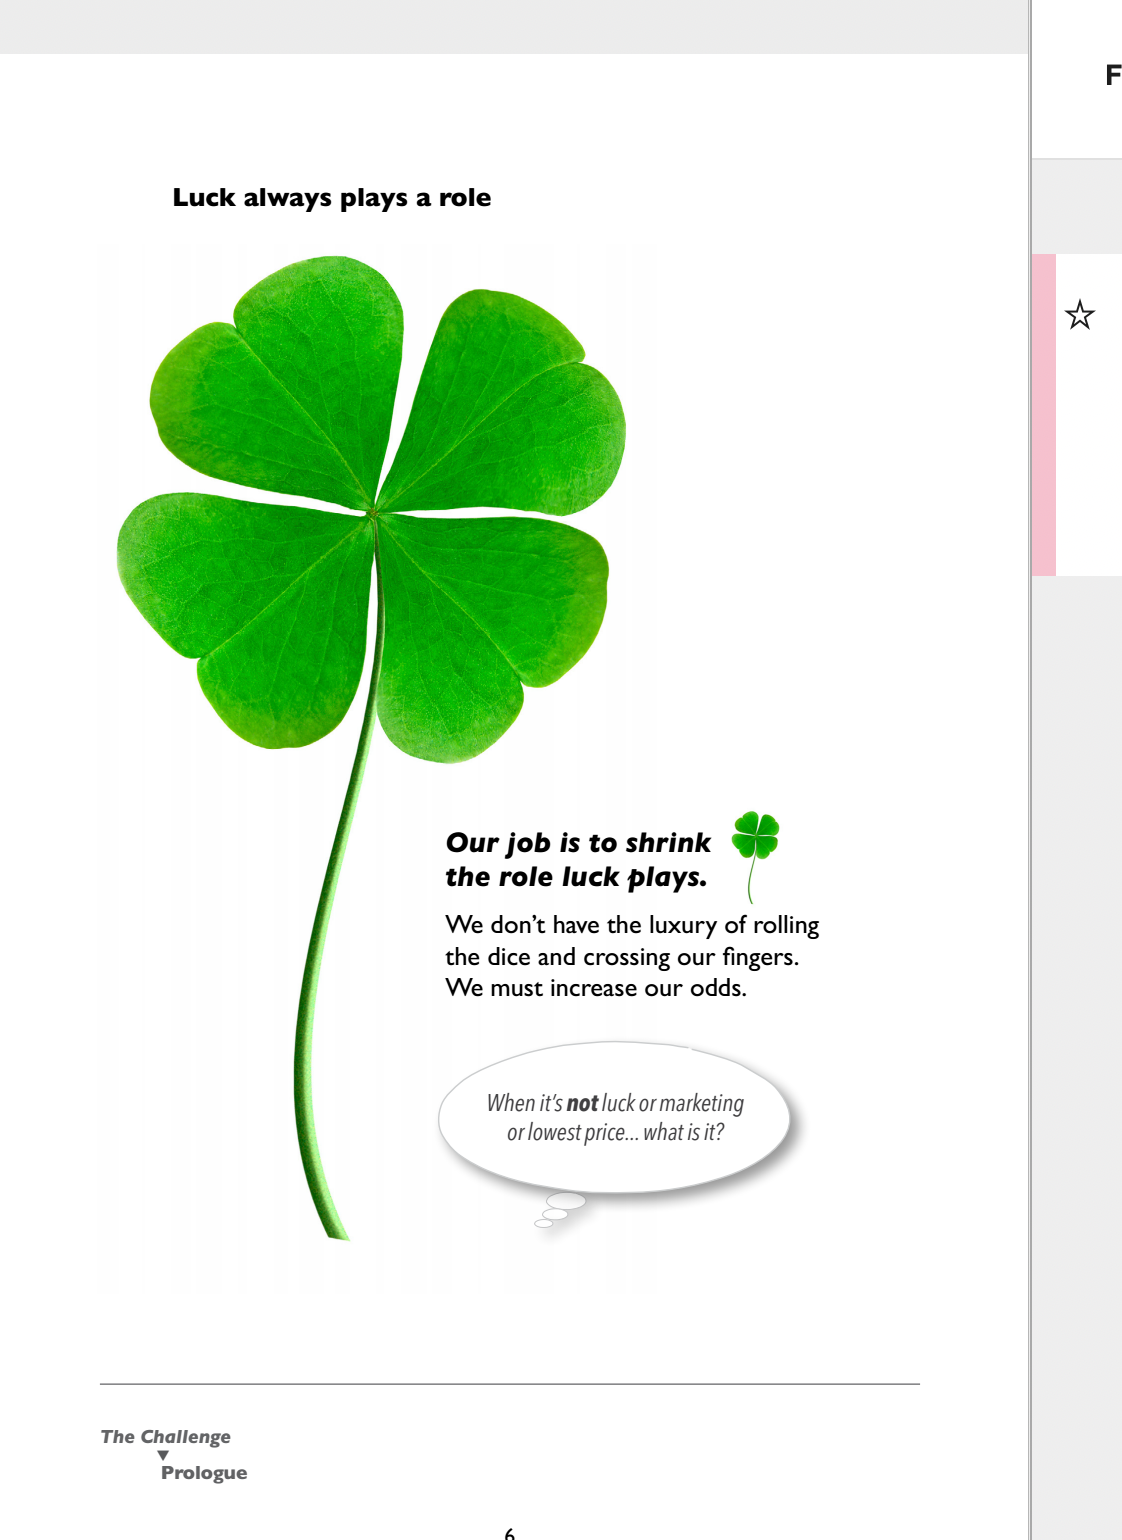 F
Luck always plays a role
Our job is to shrink
the role luck plays.
We don’t have the luxury of rolling
the dice and crossing our fingers.
We must increase our odds.
When it’s not luck or marketing
or lowest price... what is it?
The Challenge
Prologue
6